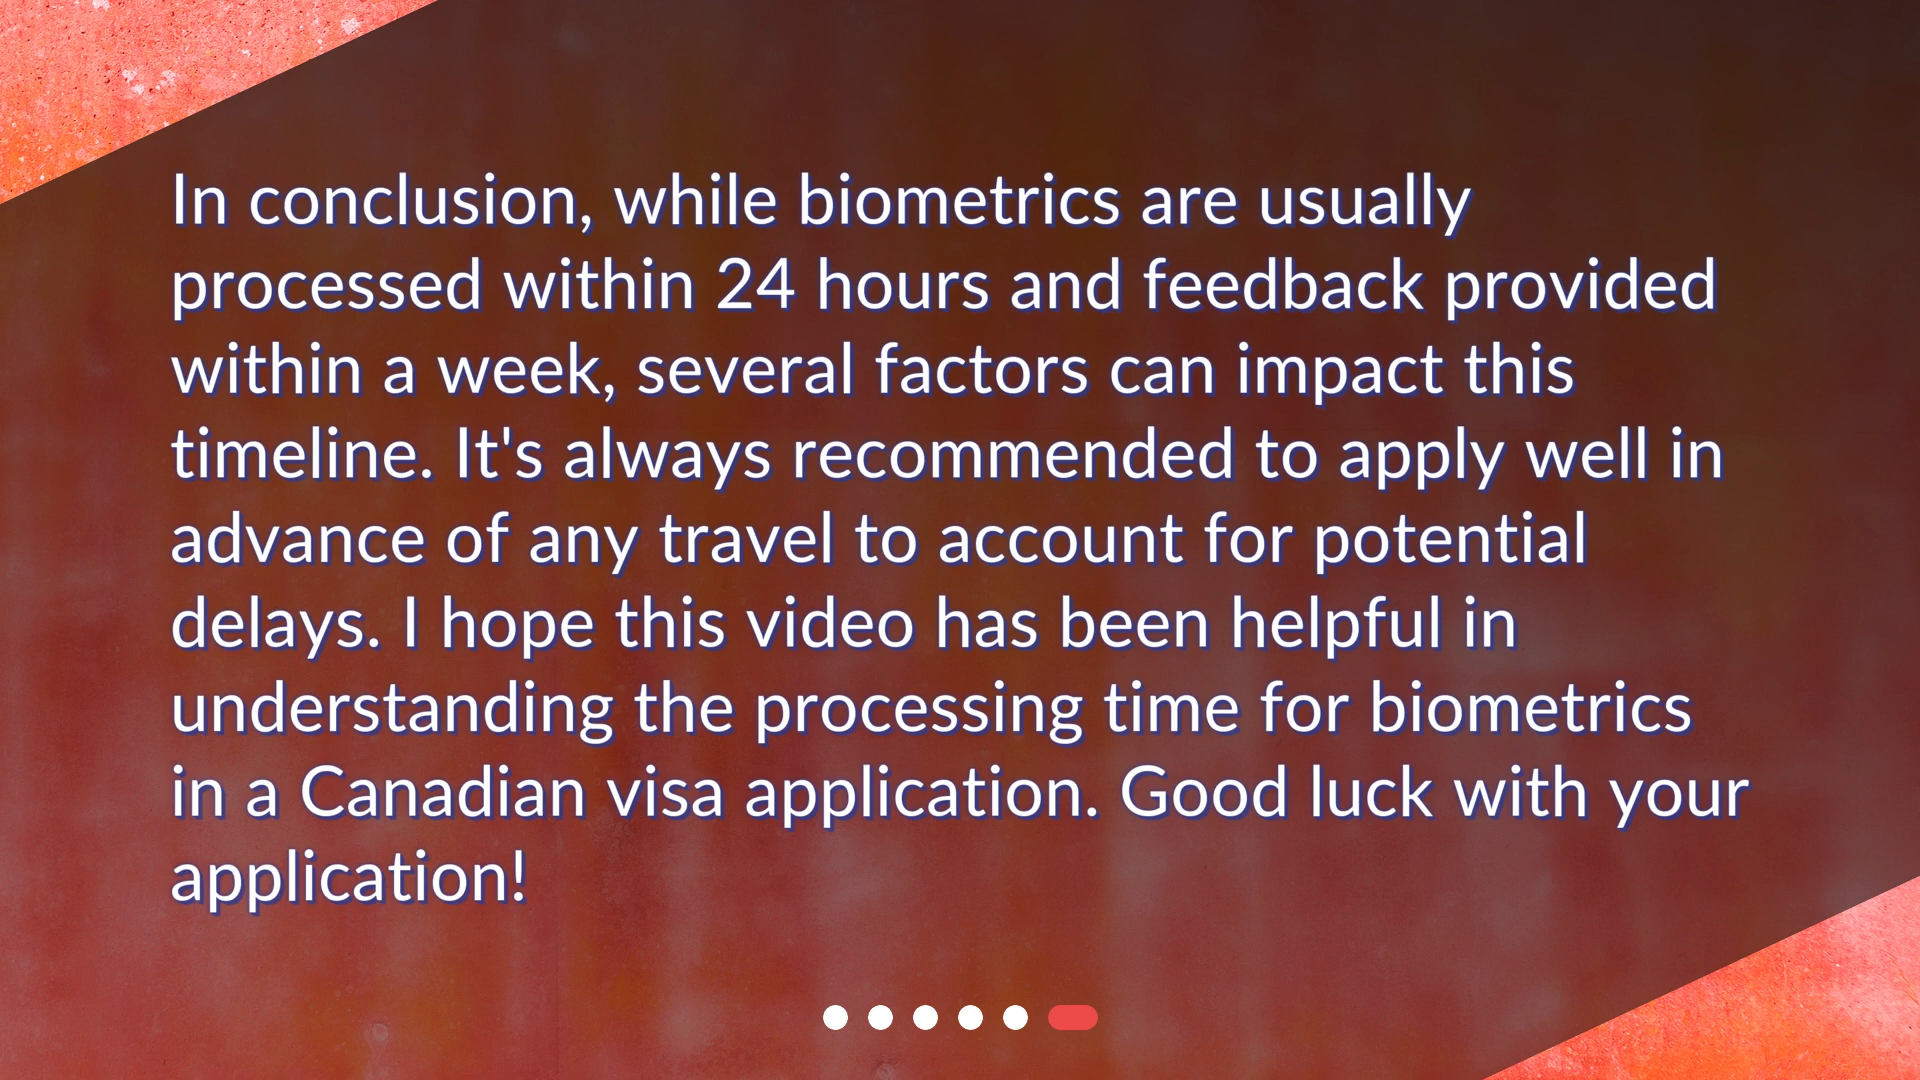 In conclusion, while biometrics are usually
processed within 24 hours and feedback provided
within a week, several factors can impact this
timeline. It's always recommended to apply well in
advance of any travel to account for potential
delays. I hope this video has been helpful in
understanding the processing time for biometrics
in a Canadian visa application. Good luck with your
application!